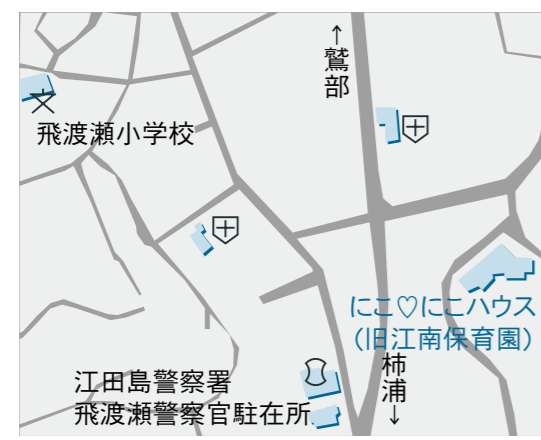 ↑
鷲部
飛渡瀬小学校
にこ♡にこハウス
（旧江南保育園）
柿浦
↓
江田島警察署
飛渡瀬警察官駐在所